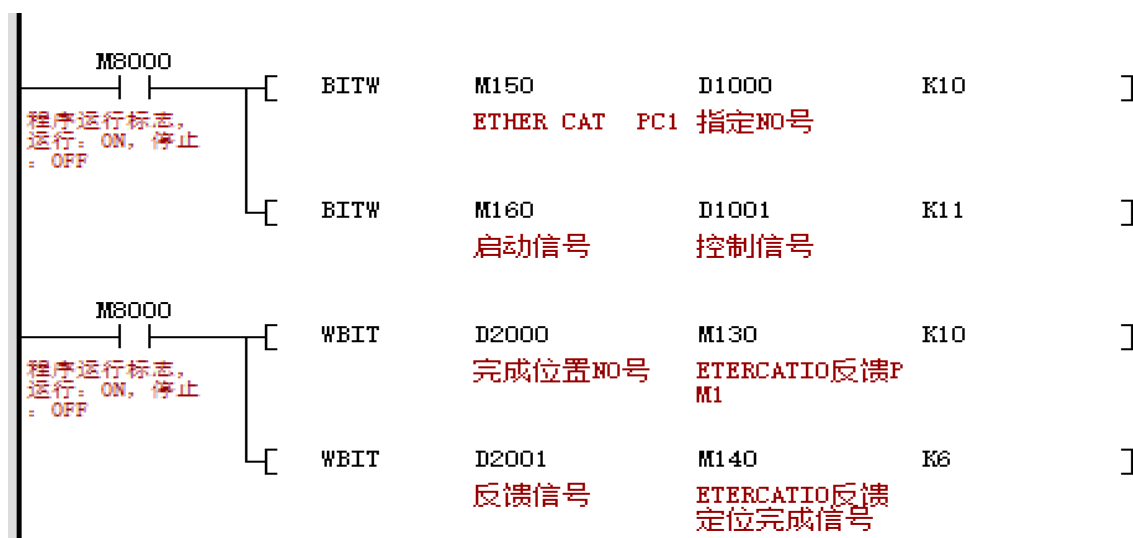 M8000
BITW M150 D1000 K10
程序运行标志，
运行：ON，停止
：OFF
ETHER CAT PC1 指定NO号
BITW M160 D1001 K11
启动信号 控制信号
M8000
WBIT D2000 M130 K10
程序运行标志，
运行：ON，停止
：OFF
完成位置NO号 ETERCATIO反馈P
M1
WBIT D2001 M140 K6
反馈信号 ETERCATIO反馈
定位完成信号